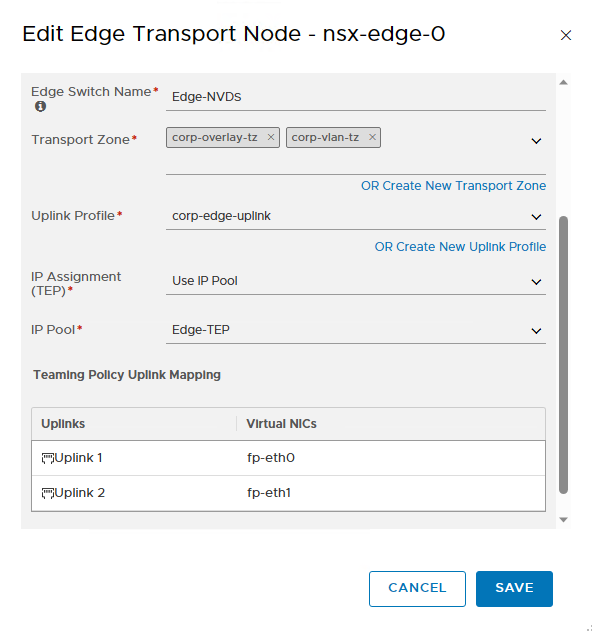 Edit Edge Transport Node - nsx-edge-0
Edge Switch Name*
Edge-NVDS
Transport Zone*
corp-overlay-tz × corp-vlan-tz ×
OR Create New Transport Zone
Uplink Profile*
corp-edge-uplink
OR Create New Uplink Profile
IP Assignment
(TEP)*
Use IP Pool
IP Pool*
Edge-TEP
Teaming Policy Uplink Mapping
Uplinks Virtual NICs
Uplink 1 fp-eth0
Uplink 2 fp-eth1
CANCEL SAVE